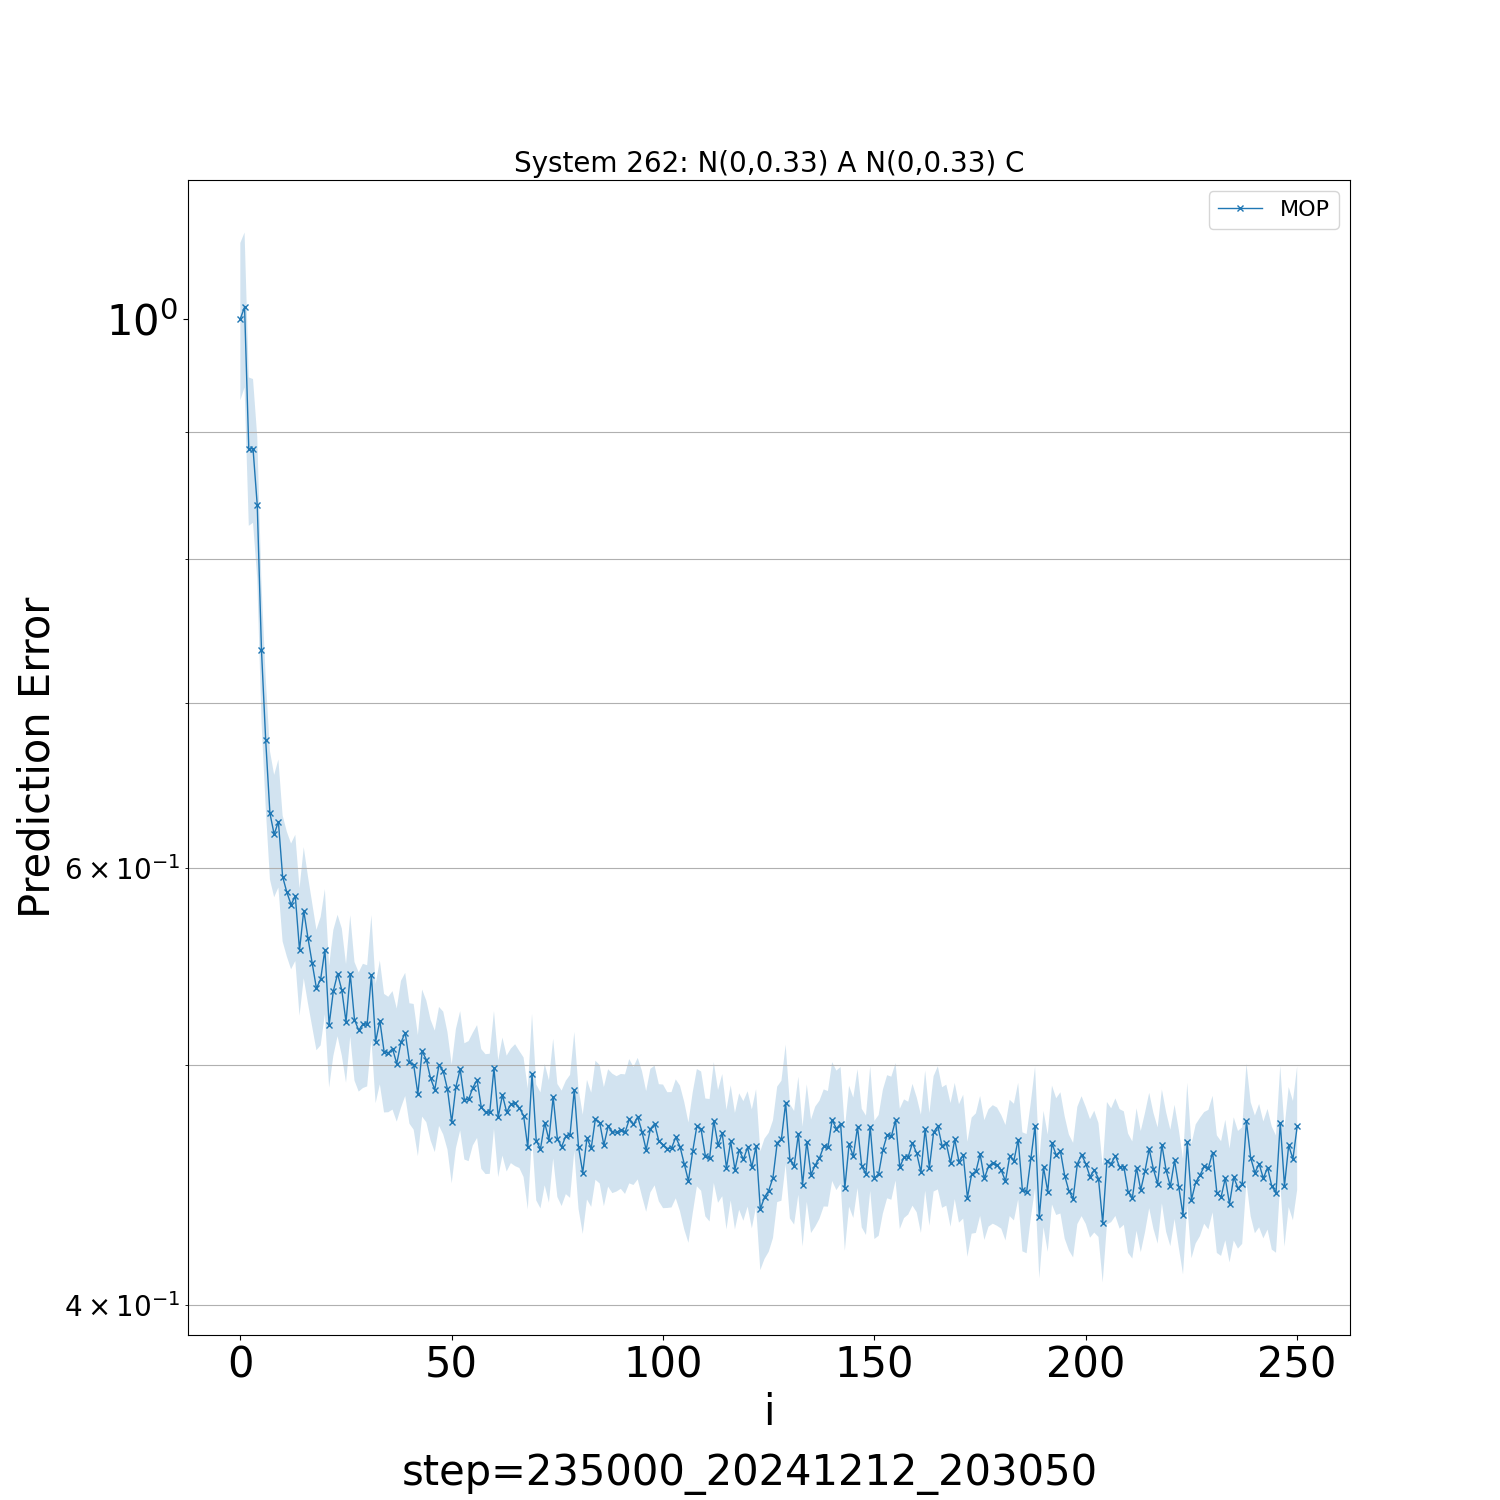 System 262: N(0,0.33) A N(0,0.33) C
MOP
10⁰
6 × 10⁻¹
4 × 10⁻¹
Prediction Error
0 50 100 150 200 250
i
step=235000_20241212_203050